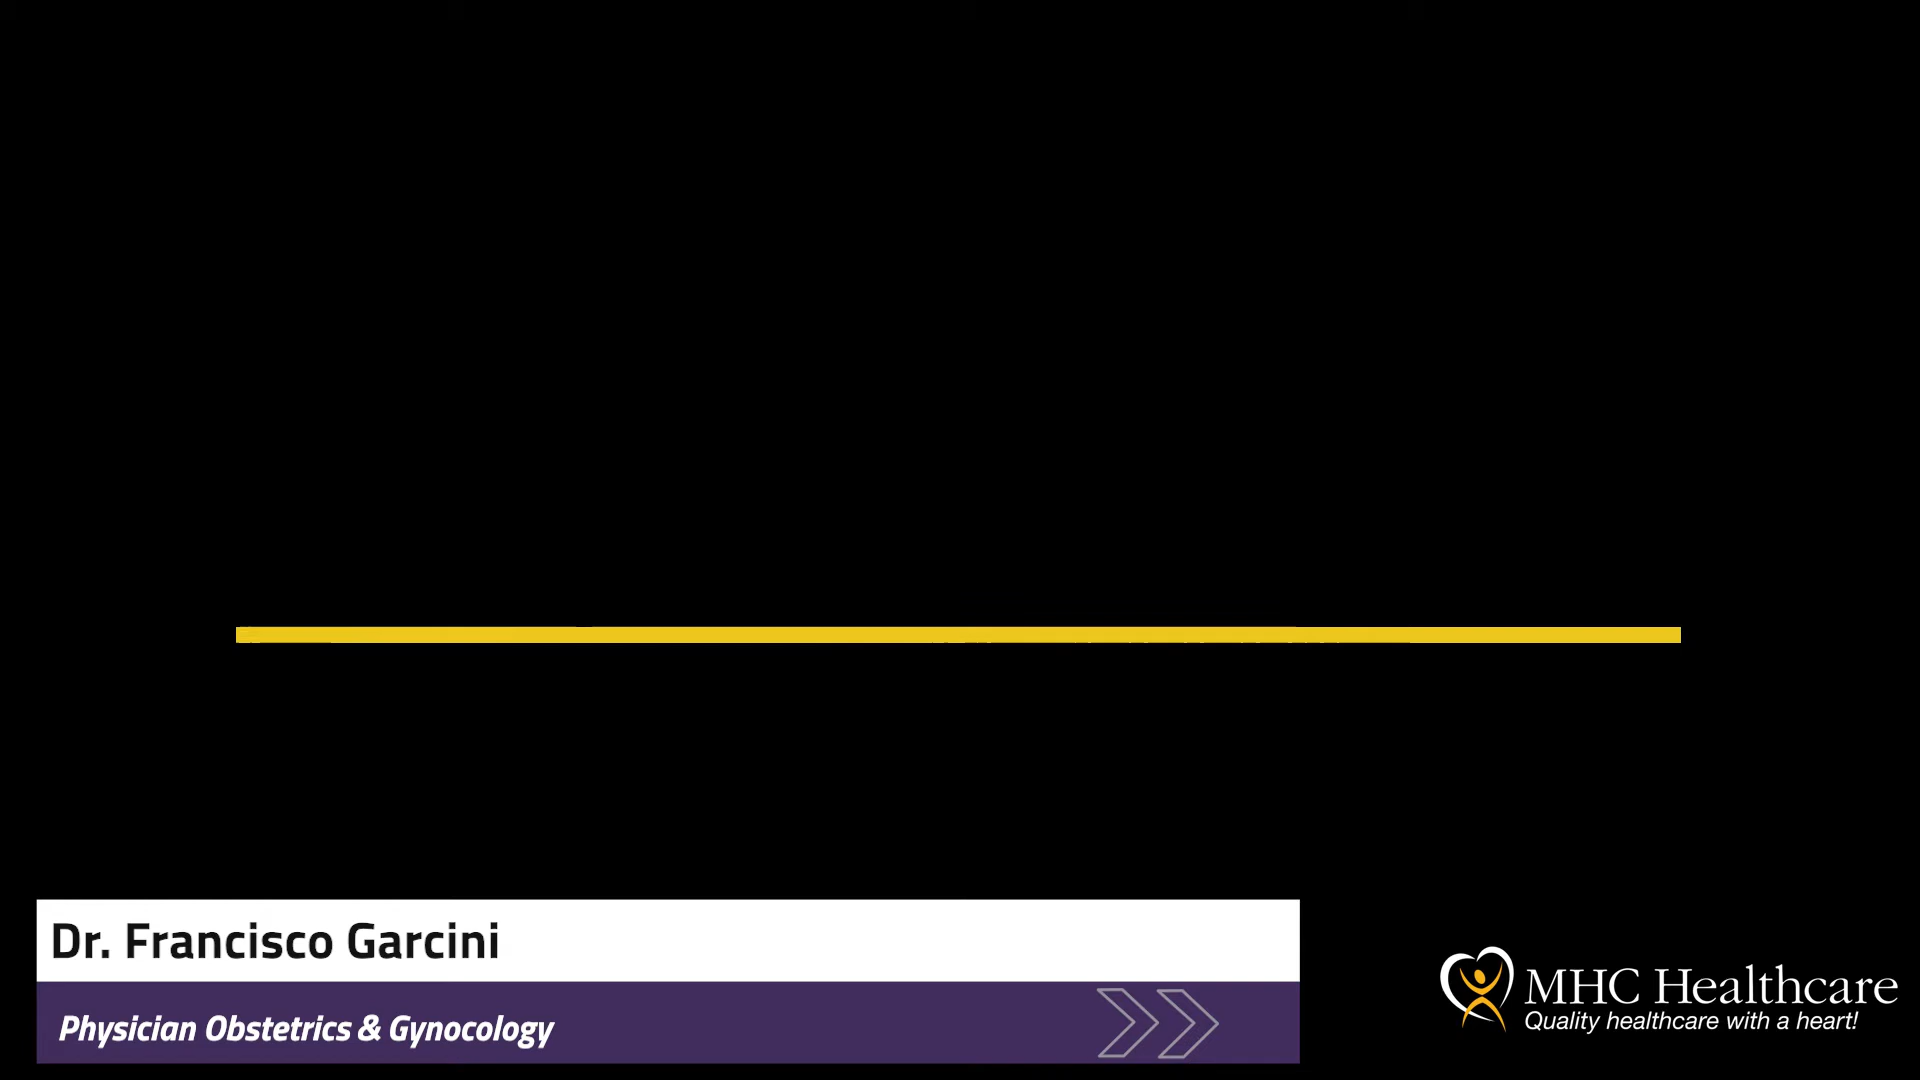 Dr. Francisco Garcini
Physician Obstetrics & Gynocology
MHC Healthcare
Quality healthcare with a heart!